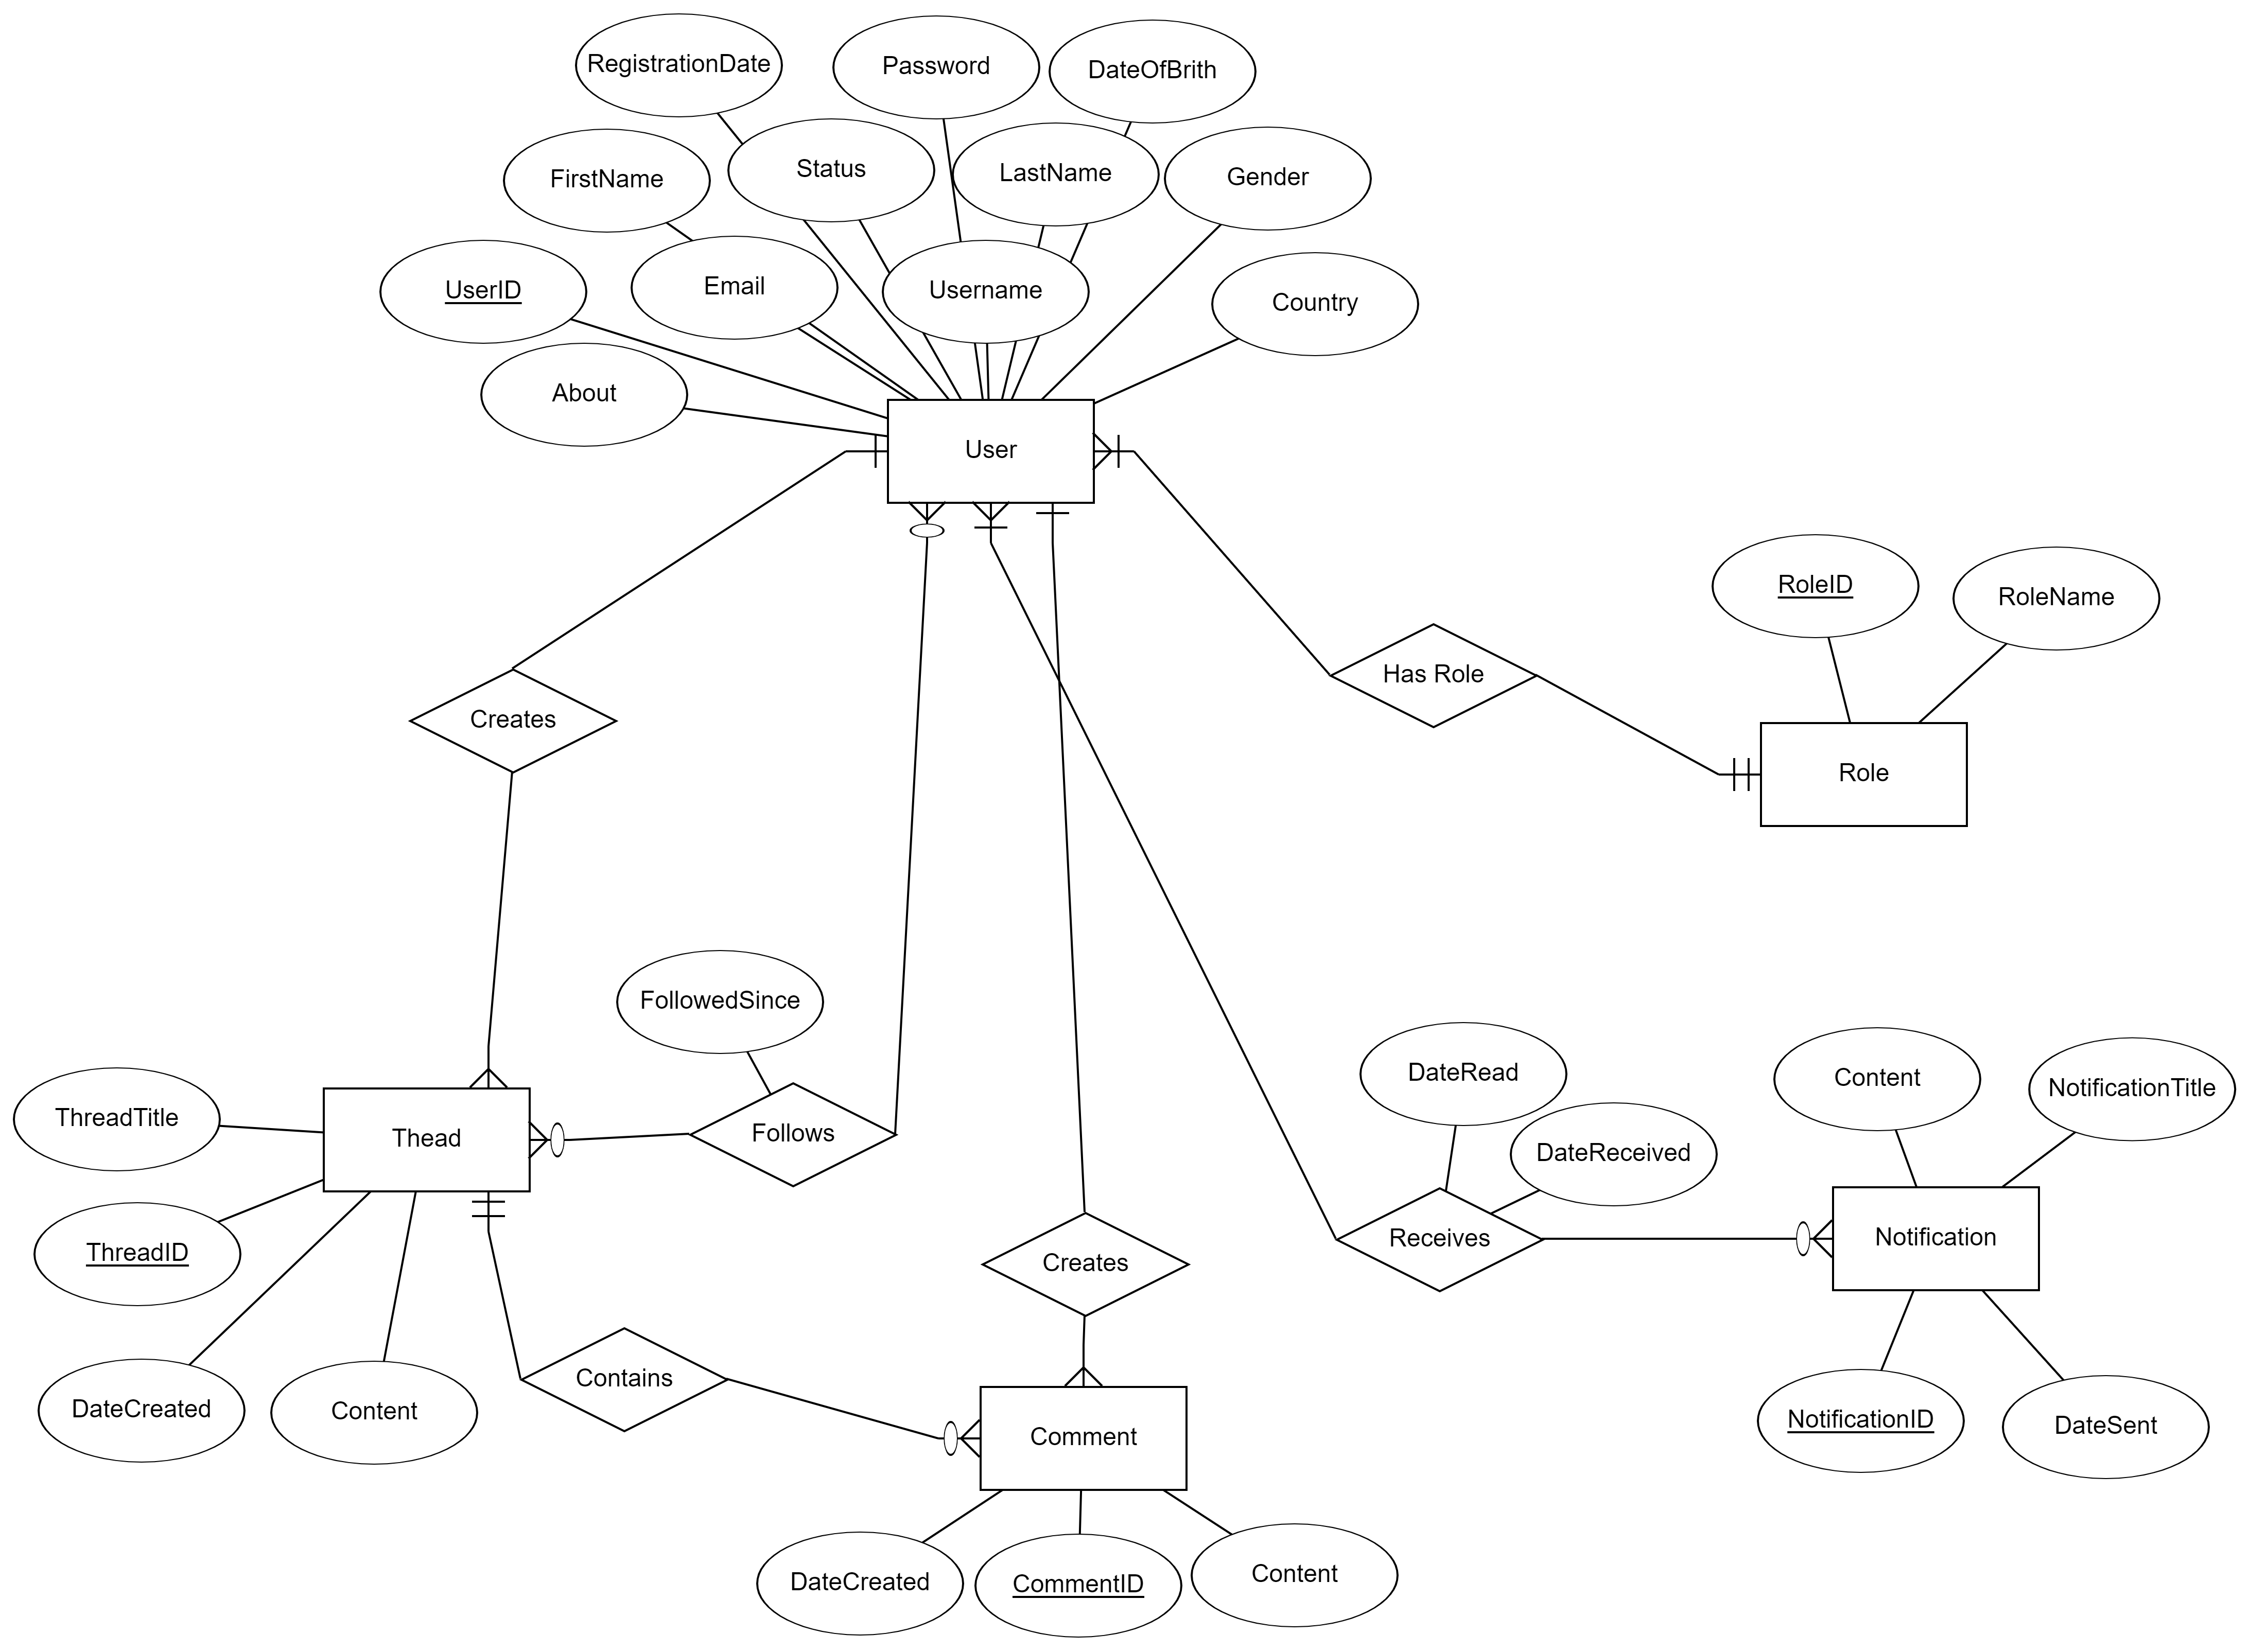 RegistrationDate
Password
DateOfBrith
FirstName
Status
LastName
Gender
UserID
Email
Username
Country
About
User
RoleID
RoleName
Has Role
Creates
Role
FollowedSince
DateRead
Content
NotificationTitle
ThreadTitle
Thead
Follows
DateReceived
ThreadID
Creates
Receives
Notification
Contains
DateCreated
Content
Comment
NotificationID
DateSent
DateCreated
CommentID
Content